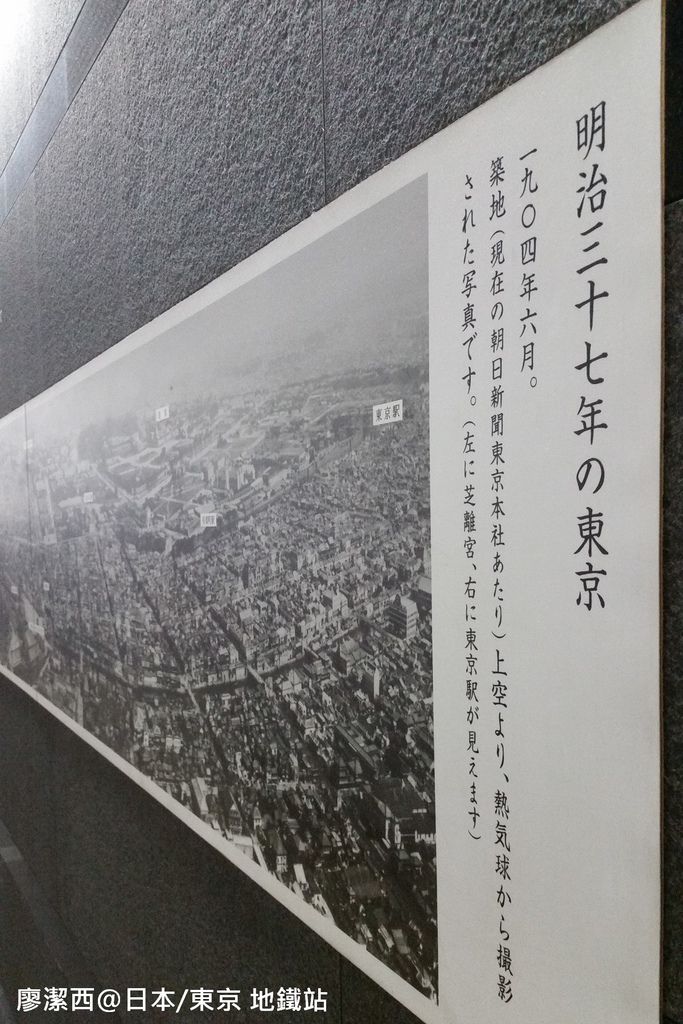 明治三十七年の東京
一九〇四年六月。
築地(現在の朝日新聞東京本社あたり)上空より、熱気球から撮影
された写真です。(左に芝離宮、右に東京駅が見えます)
東京駅
廖潔西@日本/東京 地鐵站